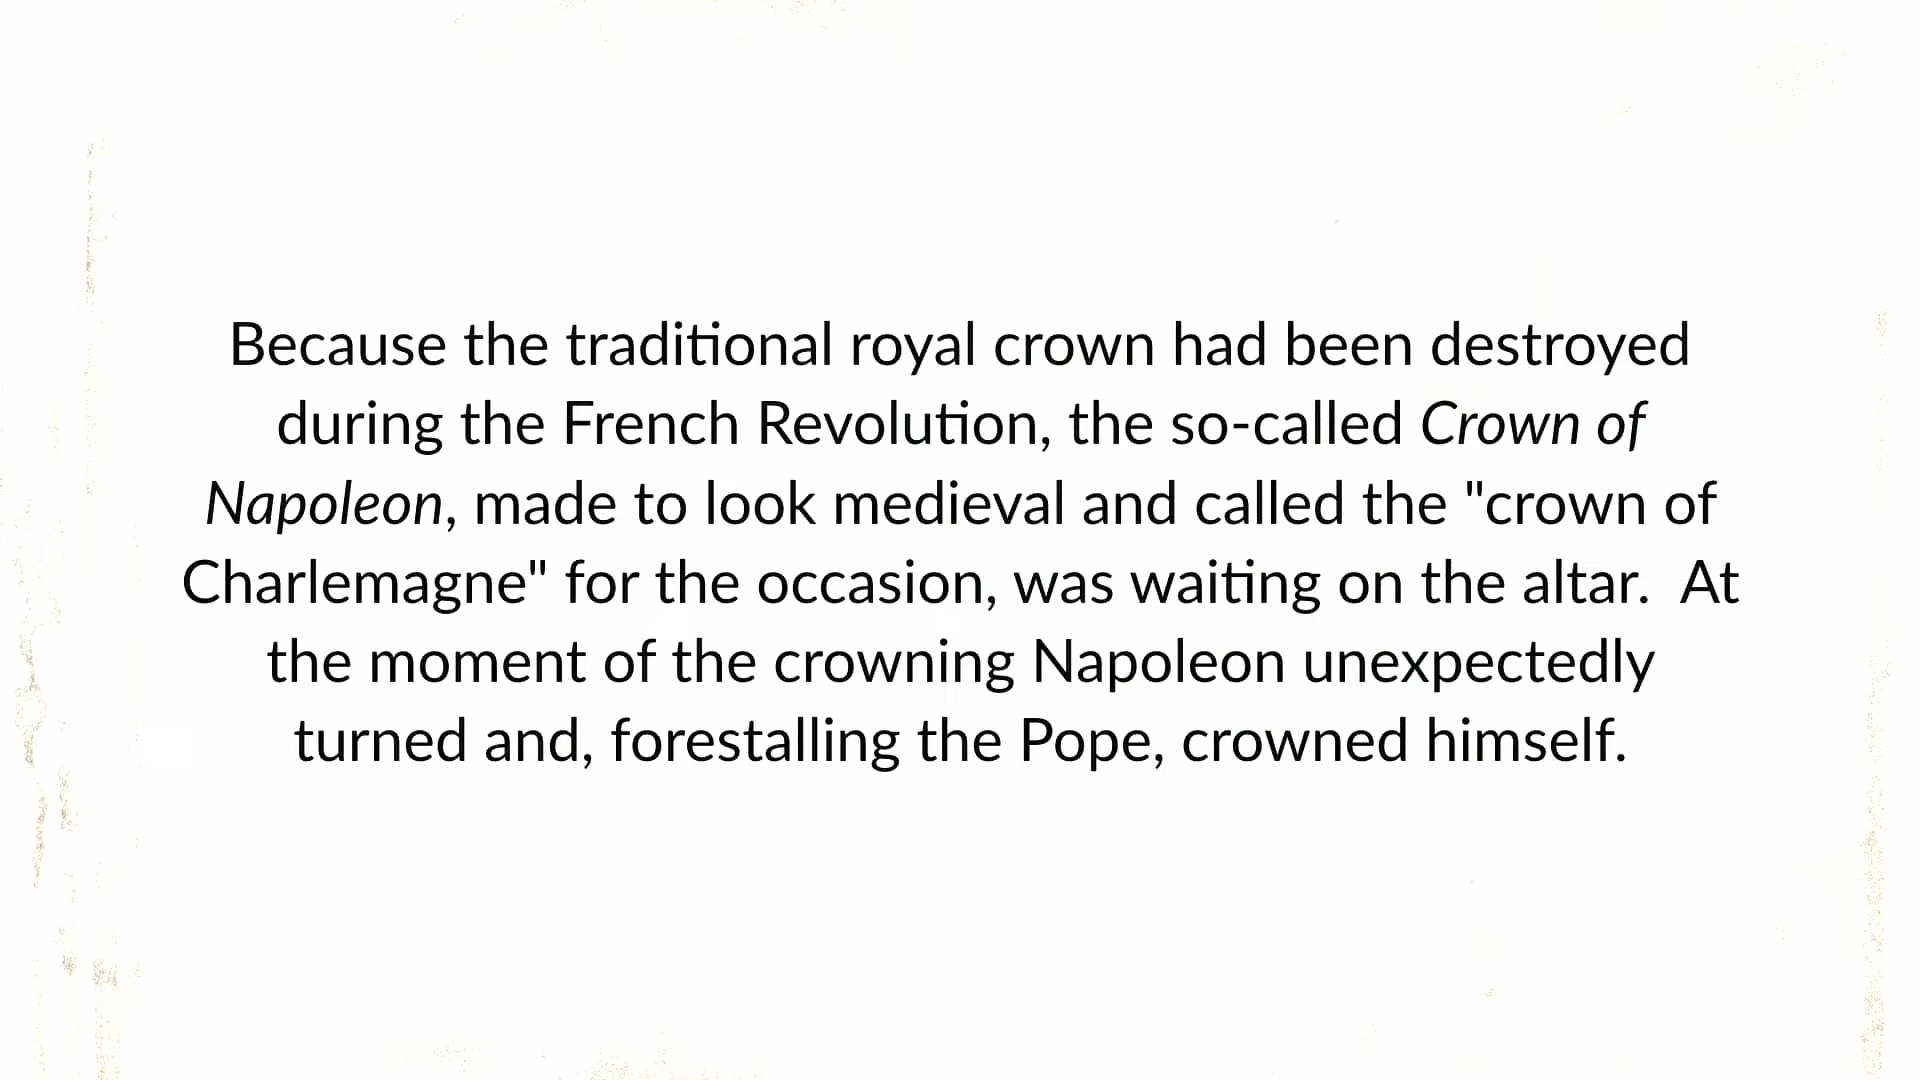 Because the traditional royal crown had been destroyed
during the French Revolution, the so-called Crown of
Napoleon, made to look medieval and called the "crown of
Charlemagne" for the occasion, was waiting on the altar.  At
the moment of the crowning Napoleon unexpectedly
turned and, forestalling the Pope, crowned himself.